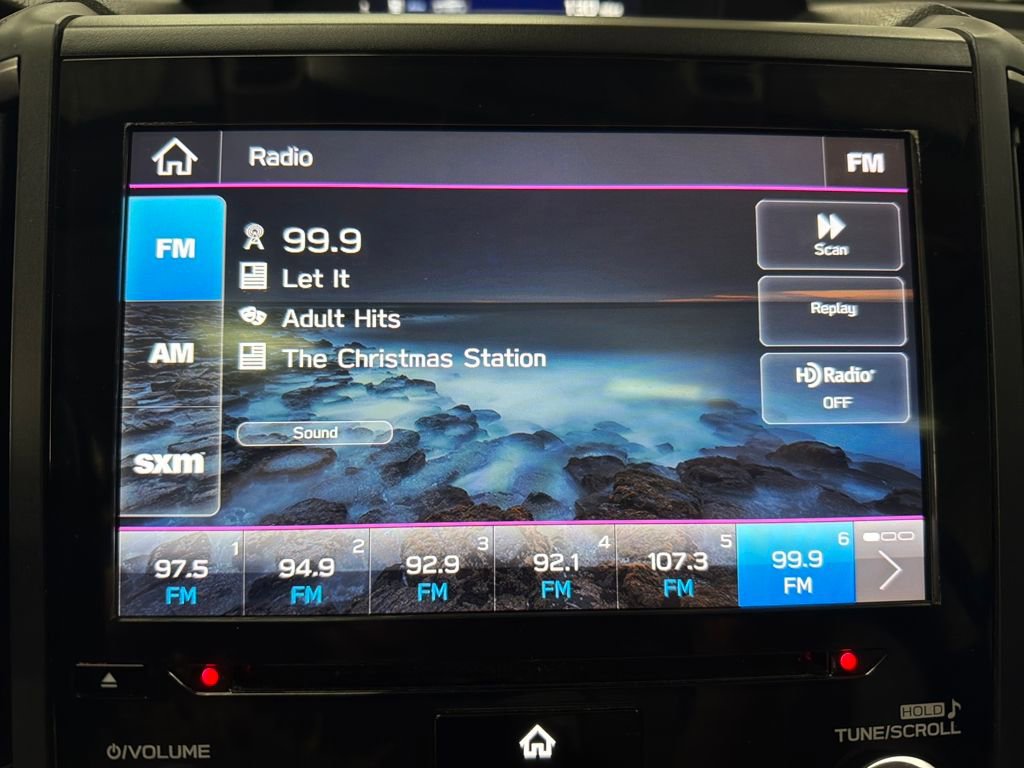 Radio
FM
FM
AM
sxm
99.9
Let It
Adult Hits
The Christmas Station
Sound
Scan
Replay
HD Radio®
OFF
1
97.5
FM
2
94.9
FM
3
92.9
FM
4
92.1
FM
5
107.3
FM
6
99.9
FM
/VOLUME
HOLD
TUNE/SCROLL